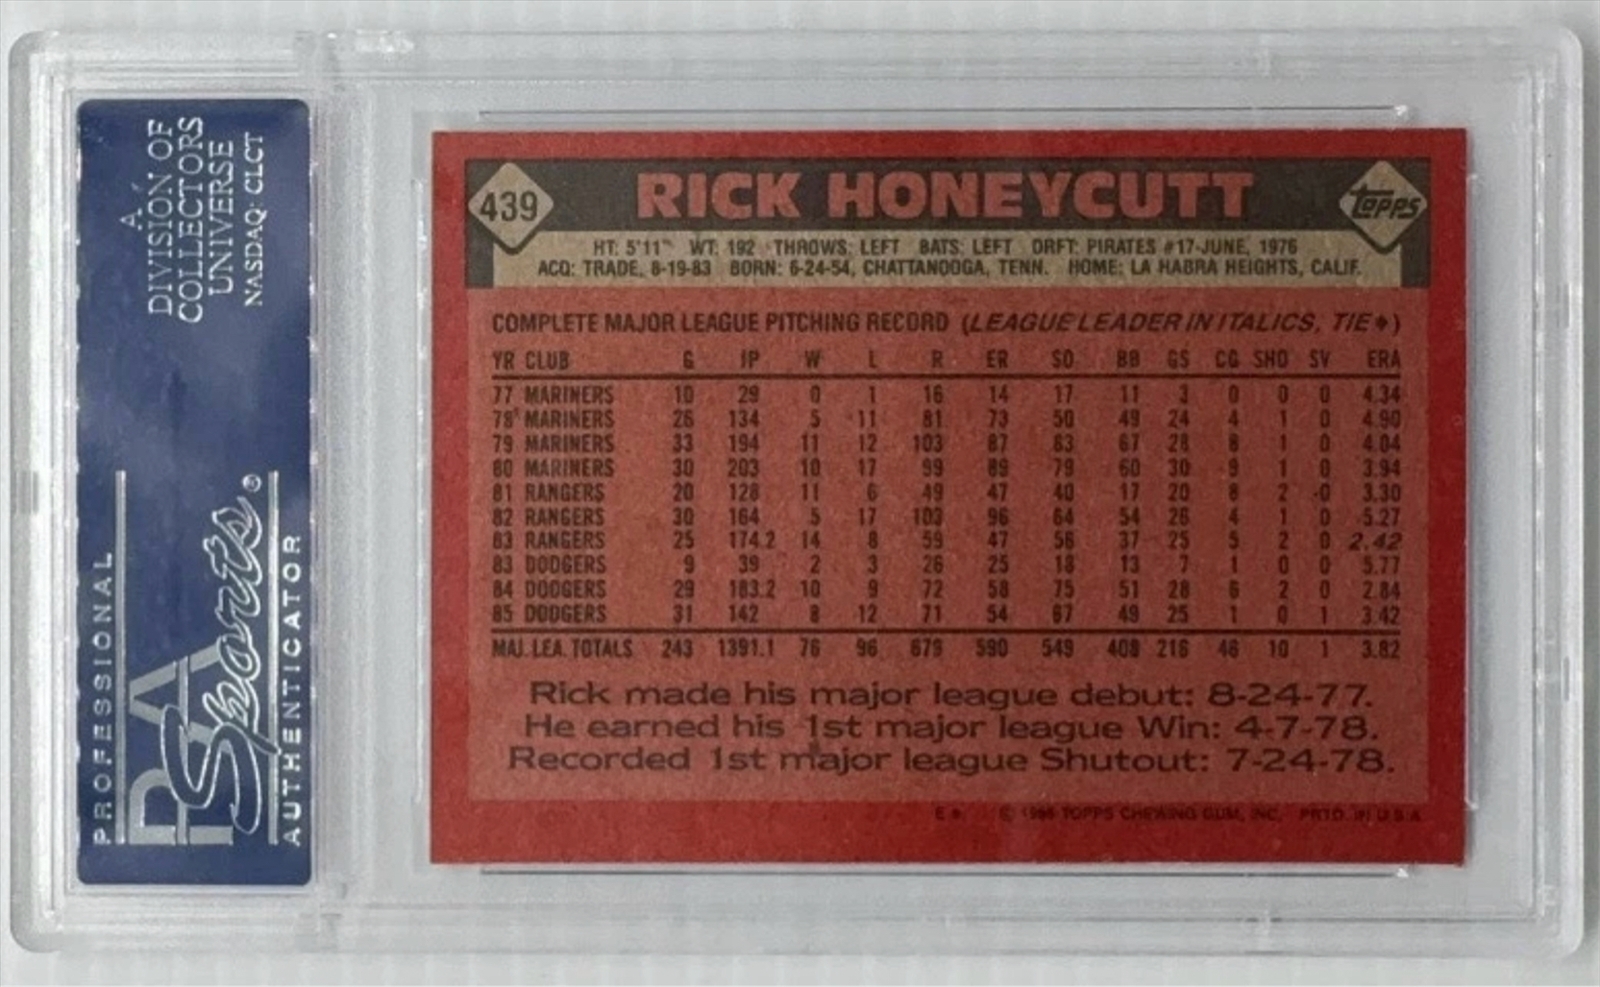 A
DIVISION OF
COLLECTORS
UNIVERSE
NASDAQ: CLCT
PROFESSIONAL
PSA
Sports®
AUTHENTICATOR
439 RICK HONEYCUTT Topps
HT: 5'11" WT: 192 THROWS: LEFT BATS: LEFT DRFT: PIRATES #17-JUNE, 1976
ACQ: TRADE, 8-19-83 BORN: 6-24-54, CHATTANOOGA, TENN. HOME: LA HABRA HEIGHTS, CALIF.
COMPLETE MAJOR LEAGUE PITCHING RECORD (LEAGUE LEADER IN ITALICS, TIE♦)
YR CLUB G IP W L R ER SO BB GS CG SHO SV ERA
77 MARINERS 10 29 0 1 16 14 17 11 3 0 0 0 4.34
78 MARINERS 26 134 5 11 81 73 50 49 24 4 1 0 4.90
79 MARINERS 33 194 11 12 103 87 83 67 28 8 1 0 4.04
80 MARINERS 30 203 10 17 99 89 79 60 30 9 1 0 3.94
81 RANGERS 20 128 11 6 49 47 40 17 20 8 2 0 3.30
82 RANGERS 30 164 5 17 103 96 64 54 26 4 1 0 5.27
83 RANGERS 25 174.2 14 8 59 47 56 37 25 5 2 0 2.42
83 DODGERS 9 39 2 3 26 25 18 13 7 1 0 0 5.77
84 DODGERS 29 183.2 10 9 72 58 75 51 28 6 2 0 2.84
85 DODGERS 31 142 8 12 71 54 67 49 25 1 0 1 3.42
MAJ. LEA. TOTALS 243 1391.1 76 96 679 590 549 408 216 46 10 1 3.82
Rick made his major league debut: 8-24-77.
He earned his 1st major league Win: 4-7-78.
Recorded 1st major league Shutout: 7-24-78.
© 1986 TOPPS CHEWING GUM, INC. PRTD. IN U.S.A.